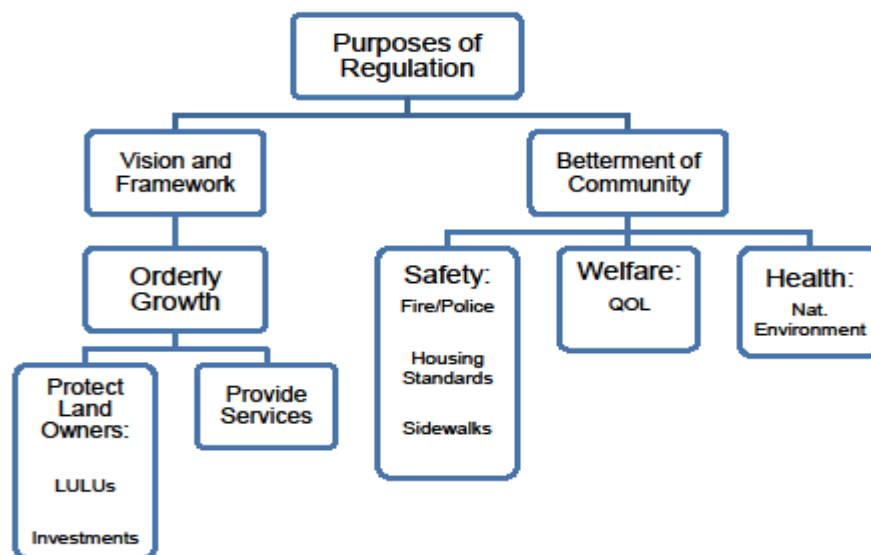 Purposes of
Regulation
Vision and
Framework
Betterment of
Community
Orderly
Growth
Safety:
Fire/Police
Housing
Standards
Sidewalks
Welfare:
QOL
Health:
Nat.
Environment
Protect
Land
Owners:
LULUs
Investments
Provide
Services